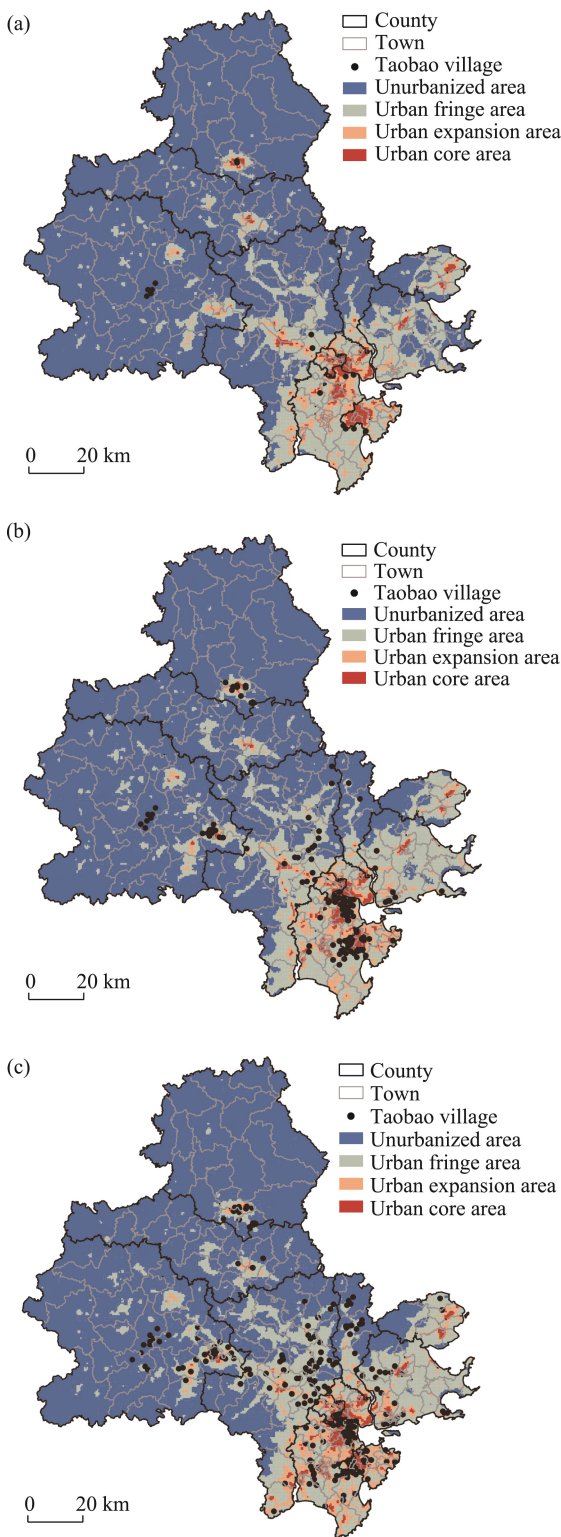 (a)
County
Town
Taobao village
Unurbanized area
Urban fringe area
Urban expansion area
Urban core area
0 20 km
(b)
County
Town
Taobao village
Unurbanized area
Urban fringe area
Urban expansion area
Urban core area
0 20 km
(c)
County
Town
Taobao village
Unurbanized area
Urban fringe area
Urban expansion area
Urban core area
0 20 km